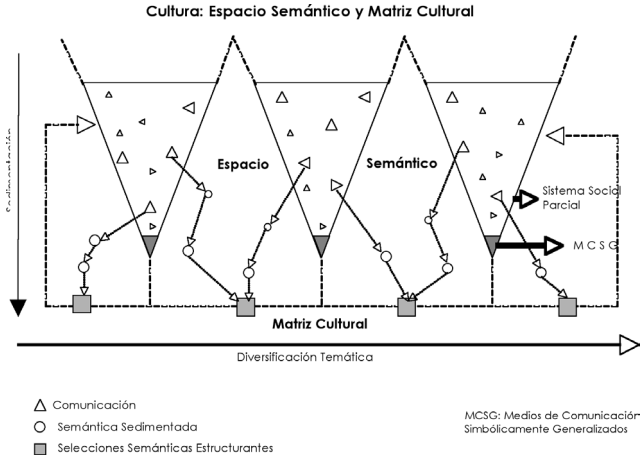 Cultura: Espacio Semántico y Matriz Cultural
Sedimentación
Espacio
Semántico
Sistema Social
Parcial
M C S G
Matriz Cultural
Diversificación Temática
Comunicación
Semántica Sedimentada
Selecciones Semánticas Estructurantes
MCSG: Medios de Comunicación
Simbólicamente Generalizados